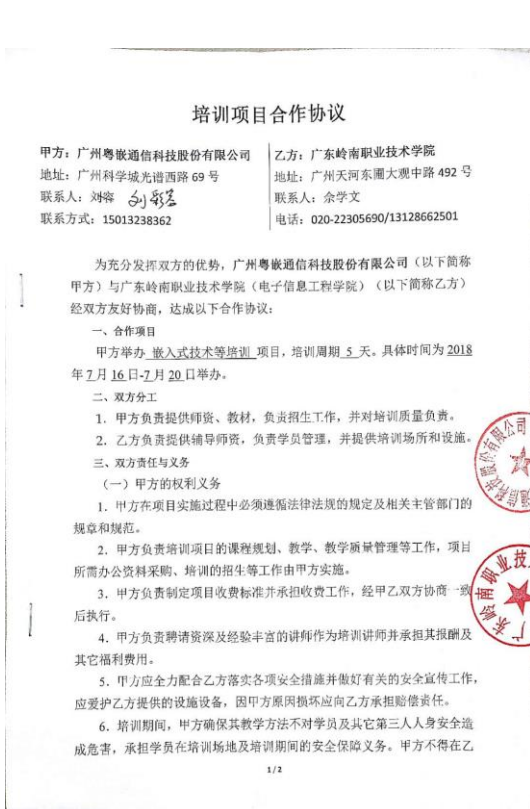 培训项目合作协议
甲方：广州粤嵌通信科技股份有限公司
地址：广州科学城光谱西路 69 号
联系人：刘容
联系方式：15013238362
乙方：广东岭南职业技术学院
地址：广州天河东圃大观中路 492 号
联系人：余学文
电话：020-22305690/13128662501
为充分发挥双方的优势，广州粤嵌通信科技股份有限公司（以下简称
甲方）与广东岭南职业技术学院（电子信息工程学院）（以下简称乙方）
经双方友好协商，达成以下合作协议：
一、合作项目
甲方举办 嵌入式技术等培训 项目，培训周期 5 天。具体时间为 2018
年 7 月 16 日-7 月 20 日举办。
二、双方分工
1．甲方负责提供师资、教材，负责招生工作，并对培训质量负责。
2．乙方负责提供辅导师资，负责学员管理，并提供培训场所和设施。
三、双方责任与义务
（一）甲方的权利义务
1．甲方在项目实施过程中必须遵循法律法规的规定及相关主管部门的
规章和规范。
2．甲方负责培训项目的课程规划、教学、教学质量管理等工作，项目
所需办公资料采购、培训的招生等工作由甲方实施。
3．甲方负责制定项目收费标准并承担收费工作，经甲乙双方协商一致
后执行。
4．甲方负责聘请资深及经验丰富的讲师作为培训讲师并承担其报酬及
其它福利费用。
5．甲方应全力配合乙方落实各项安全措施并做好有关的安全宣传工作，
应爱护乙方提供的设施设备，因甲方原因损坏应向乙方承担赔偿责任。
6．培训期间，甲方确保其教学方法不对学员及其它第三人人身安全造
成危害，承担学员在培训场地及培训期间的安全保障义务。甲方不得在乙
1/2
股份有限公司
广东岭南职业技